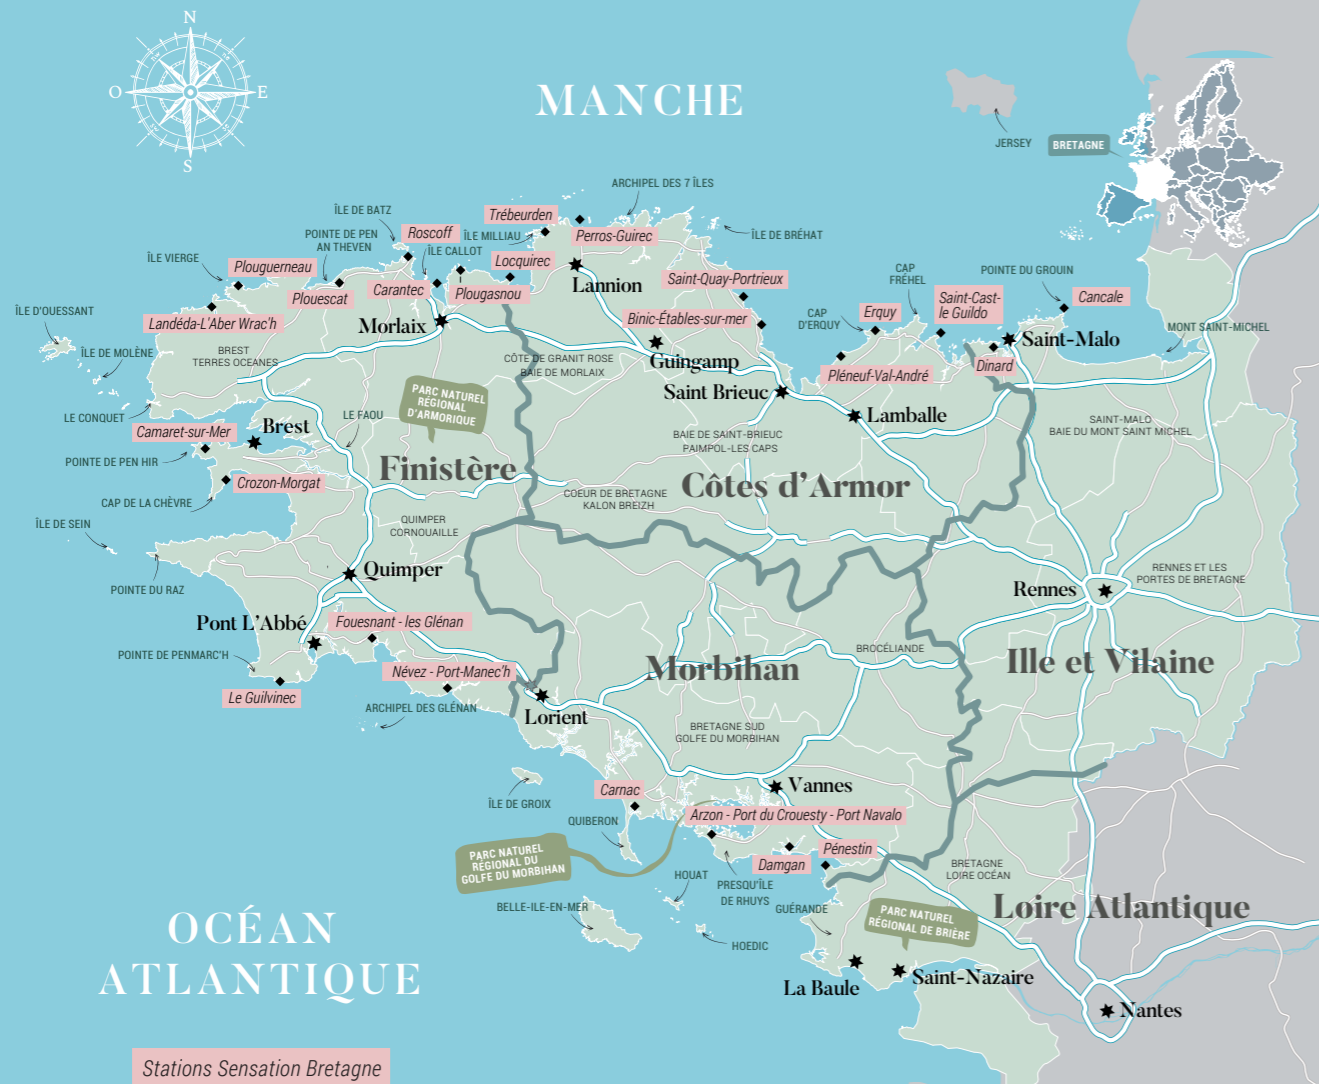 N
O
E
S
MANCHE
JERSEY
BRETAGNE
ARCHIPEL DES 7 ÎLES
ÎLE DE BATZ
Trébeurden
POINTE DE PEN
AN THEVEN
Roscoff
ÎLE MILLIAU
Perros-Guirec
ÎLE DE BRÉHAT
ÎLE CALLOT
ÎLE VIERGE
Plouguerneau
Locquirec
CAP
FRÉHEL
POINTE DU GROUIN
Plouescat
Carantec
Plougasnou
Lannion
Saint-Quay-Portrieux
Saint-Cast-
le Guildo
Cancale
ÎLE D'OUESSANT
Landéda-L'Aber Wrac'h
Morlaix
Binic-Étables-sur-mer
CAP
D'ERQUY
Erquy
MONT SAINT-MICHEL
Saint-Malo
ÎLE DE MOLÈNE
BREST
TERRES OCEANES
CÔTE DE GRANIT ROSE
BAIE DE MORLAIX
Guingamp
Pléneuf-Val-André
Dinard
PARC NATUREL
RÉGIONAL
D'ARMORIQUE
Saint Brieuc
LE CONQUET
LE FAOU
Lamballe
SAINT-MALO
BAIE DU MONT SAINT MICHEL
Camaret-sur-Mer
Brest
BAIE DE SAINT-BRIEUC
PAIMPOL-LES CAPS
POINTE DE PEN HIR
Finistère
Crozon-Morgat
Côtes d'Armor
CAP DE LA CHÈVRE
COEUR DE BRETAGNE
KALON BREIZH
ÎLE DE SEIN
QUIMPER
CORNOUAILLE
POINTE DU RAZ
Quimper
RENNES ET LES
PORTES DE BRETAGNE
Rennes
Pont L'Abbé
Fouesnant - les Glénan
POINTE DE PENMARC'H
BROCÉLIANDE
Morbihan
Ille et Vilaine
Névez - Port-Manec'h
Le Guilvinec
ARCHIPEL DES GLÉNAN
Lorient
BRETAGNE SUD
GOLFE DU MORBIHAN
Vannes
Carnac
ÎLE DE GROIX
QUIBERON
Arzon - Port du Crouesty - Port Navalo
PARC NATUREL
RÉGIONAL DU
GOLFE DU MORBIHAN
Damgan
Pénestin
BRETAGNE
LOIRE OCÉAN
HOUAT
PRESQU'ÎLE
DE RHUYS
BELLE-ILE-EN-MER
GUÉRANDE
PARC NATUREL
RÉGIONAL DE BRIÈRE
Loire Atlantique
HOEDIC
OCÉAN
ATLANTIQUE
La Baule
Saint-Nazaire
Nantes
Stations Sensation Bretagne